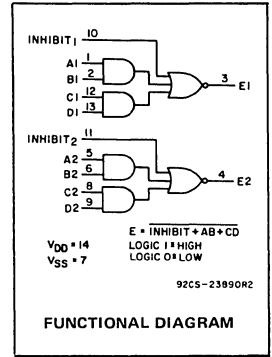 INHIBIT1 10
A1 1
B1 2
3 E1
C1 12
D1 13
INHIBIT2 11
A2 5
B2 6
4 E2
C2 8
D2 9
E = INHIBIT + AB + CD
VDD = 14 LOGIC 1 = HIGH
VSS = 7 LOGIC 0 = LOW
92CS-23890R2
FUNCTIONAL DIAGRAM